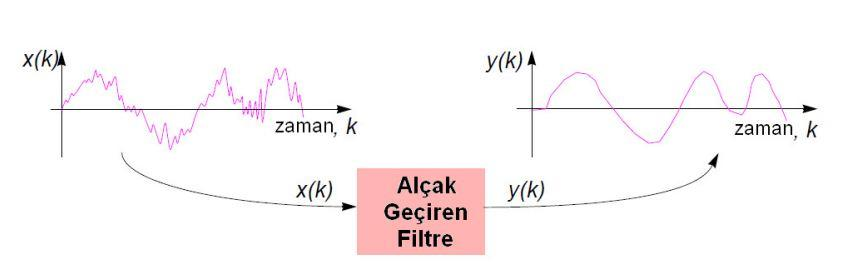 x(k)
y(k)
zaman, k
zaman, k
x(k)
Alçak
Geçiren
Filtre
y(k)